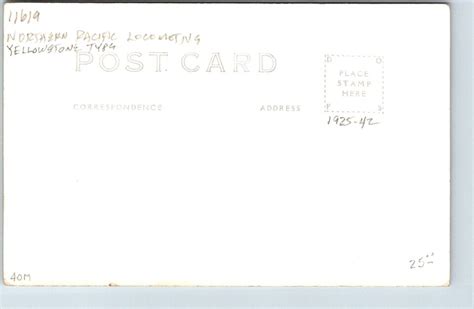 11619
NORTHERN PACIFIC LOCOMOTIVE
YELLOWSTONE TYPE
POST CARD
CORRESPONDENCE
ADDRESS
PLACE
STAMP
HERE
1925-42
25
40M